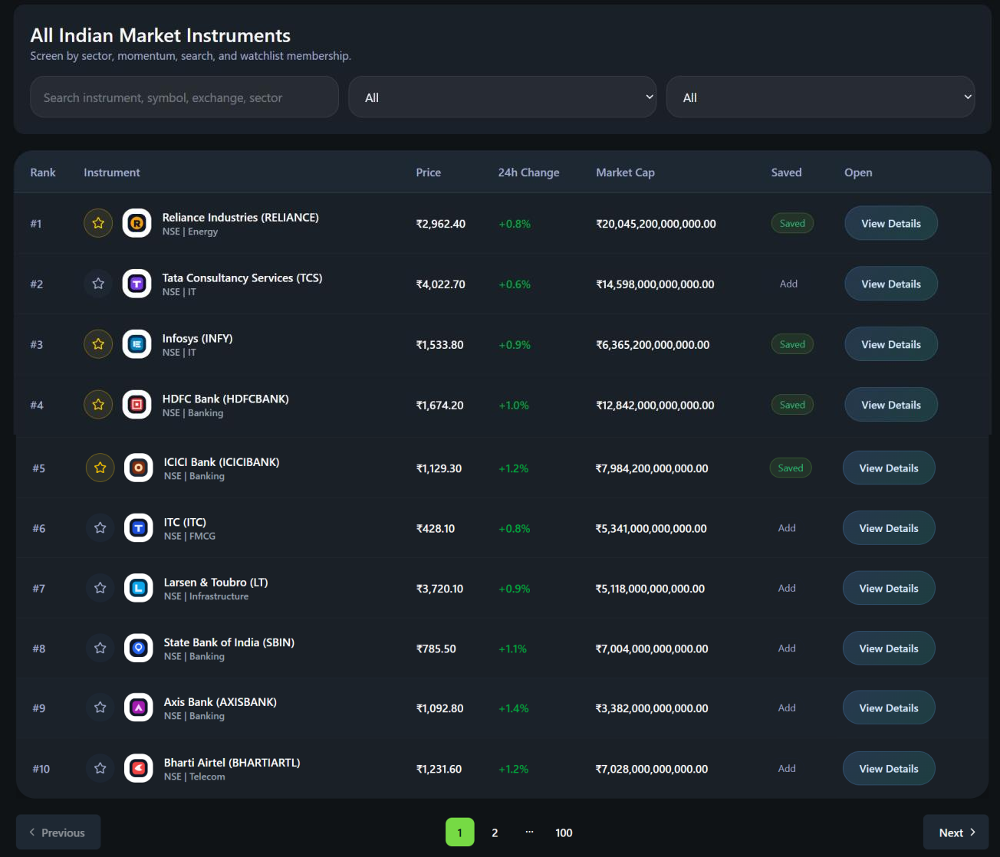 All Indian Market Instruments
Screen by sector, momentum, search, and watchlist membership.
Search instrument, symbol, exchange, sector All All
Rank Instrument Price 24h Change Market Cap Saved Open
#1 R Reliance Industries (RELIANCE) ₹2,962.40 +0.8% ₹20,045,200,000,000.00 Saved View Details
NSE | Energy
#2 T Tata Consultancy Services (TCS) ₹4,022.70 +0.6% ₹14,598,000,000,000.00 Add View Details
NSE | IT
#3 Infosys (INFY) ₹1,533.80 +0.9% ₹6,365,200,000,000.00 Saved View Details
NSE | IT
#4 HDFC Bank (HDFCBANK) ₹1,674.20 +1.0% ₹12,842,000,000,000.00 Saved View Details
NSE | Banking
#5 ICICI Bank (ICICIBANK) ₹1,129.30 +1.2% ₹7,984,200,000,000.00 Saved View Details
NSE | Banking
#6 T ITC (ITC) ₹428.10 +0.8% ₹5,341,000,000,000.00 Add View Details
NSE | FMCG
#7 L Larsen & Toubro (LT) ₹3,720.10 +0.9% ₹5,118,000,000,000.00 Add View Details
NSE | Infrastructure
#8 State Bank of India (SBIN) ₹785.50 +1.1% ₹7,004,000,000,000.00 Add View Details
NSE | Banking
#9 Axis Bank (AXISBANK) ₹1,092.80 +1.4% ₹3,382,000,000,000.00 Add View Details
NSE | Banking
#10 Bharti Airtel (BHARTIARTL) ₹1,231.60 +1.2% ₹7,028,000,000,000.00 Add View Details
NSE | Telecom
Previous 1 2 ... 100 Next